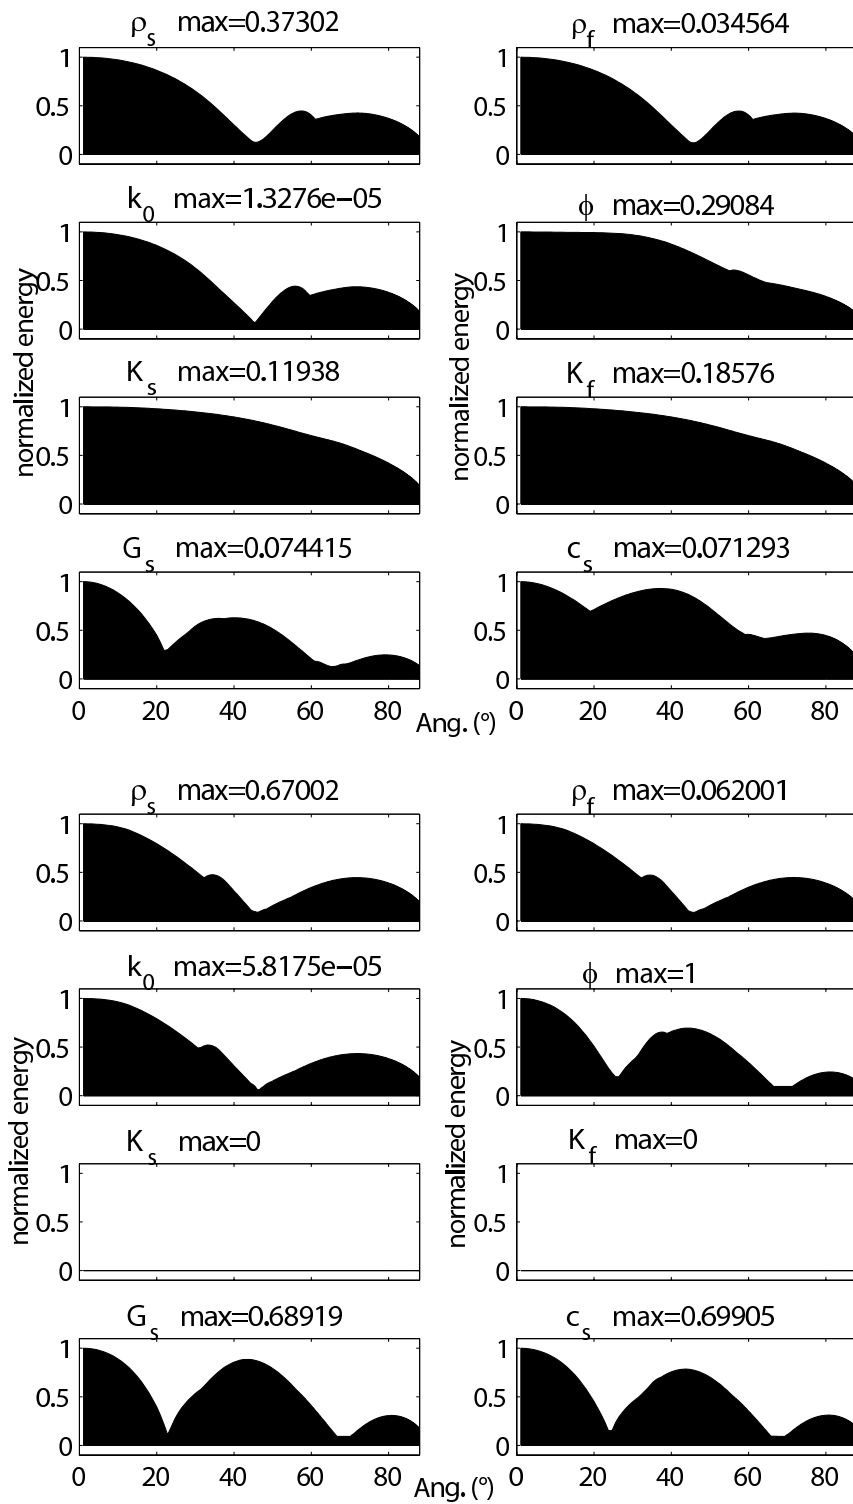 ρs max=0.37302 ρf max=0.034564
1 1
0.5 0.5
0 0
k0 max=1.3276e−05 ϕ max=0.29084
1 1
0.5 0.5
0 0
normalized energy normalized energy
Ks max=0.11938 Kf max=0.18576
1 1
0.5 0.5
0 0
Gs max=0.074415 cs max=0.071293
1 1
0.5 0.5
0 0
0 20 40 60 80 Ang. (°) 0 20 40 60 80
ρs max=0.67002 ρf max=0.062001
1 1
0.5 0.5
0 0
k0 max=5.8175e−05 ϕ max=1
1 1
0.5 0.5
0 0
normalized energy normalized energy
Ks max=0 Kf max=0
1 1
0.5 0.5
0 0
Gs max=0.68919 cs max=0.69905
1 1
0.5 0.5
0 0
0 20 40 60 80 Ang. (°) 0 20 40 60 80